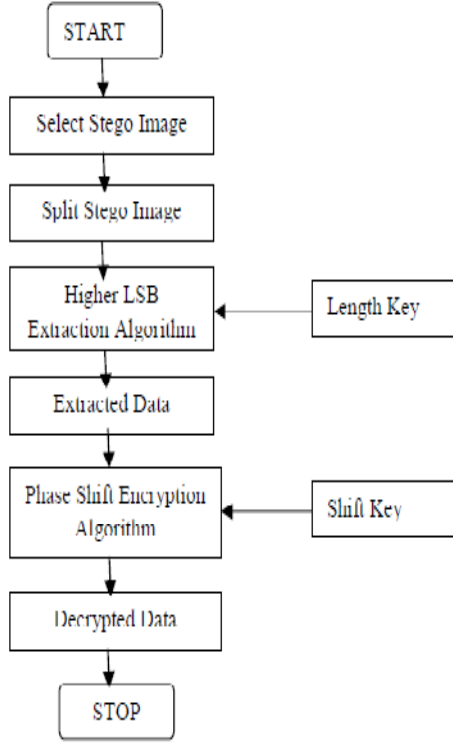 START
Select Stego Image
Split Stego Image
Higher LSB
Extraction Algorithm
Length Key
Extracted Data
Phase Shift Encryption
Algorithm
Shift Key
Decrypted Data
STOP